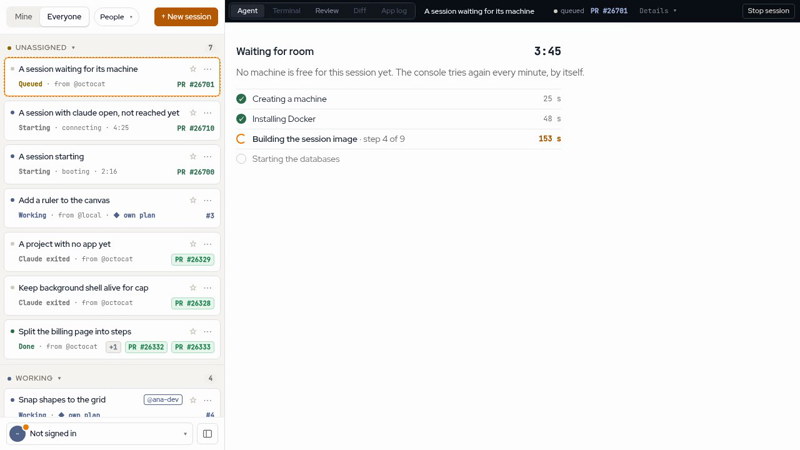 Mine Everyone People + New session
UNASSIGNED 7
A session waiting for its machine
Queued · from @octocat PR #26701
A session with claude open, not reached yet
Starting · connecting · 4:25 PR #26710
A session starting
Starting · booting · 2:16 PR #26700
Add a ruler to the canvas
Working · from @local · ◆ own plan #3
A project with no app yet
Claude exited · from @octocat PR #26329
Keep background shell alive for cap
Claude exited · from @octocat PR #26328
Split the billing page into steps
Done · from @octocat +1 PR #26332 PR #26333
WORKING 4
Snap shapes to the grid @ana-dev
Working · ◆ own plan #4
Not signed in
Agent Terminal Review Diff App log A session waiting for its machine queued PR #26701 Details Stop session
Waiting for room 3:45
No machine is free for this session yet. The console tries again every minute, by itself.
Creating a machine 25 s
Installing Docker 48 s
Building the session image · step 4 of 9 153 s
Starting the databases